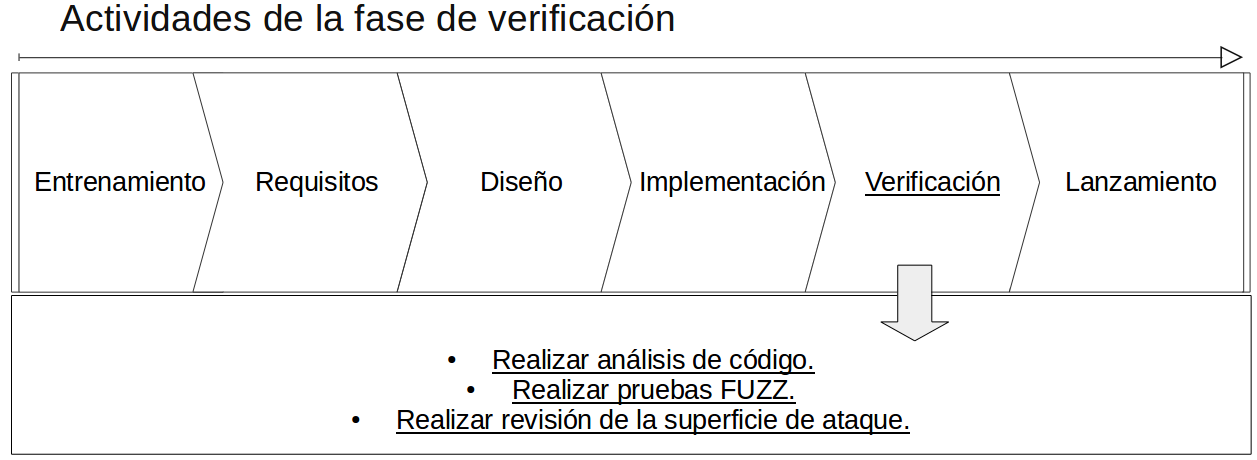 Actividades de la fase de verificación
Entrenamiento
Requisitos
Diseño
Implementación
Verificación
Lanzamiento
• Realizar análisis de código.
• Realizar pruebas FUZZ.
• Realizar revisión de la superficie de ataque.